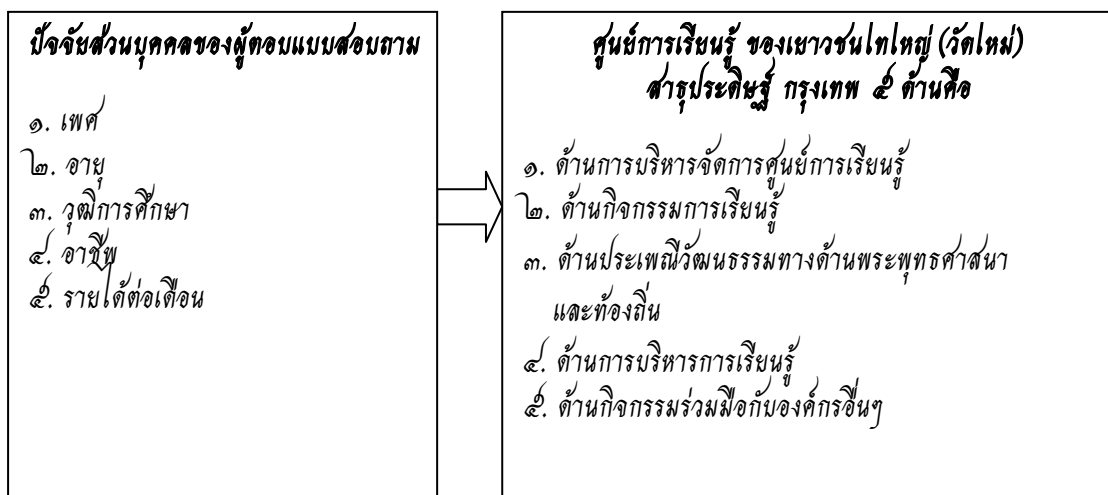 ปัจจัยส่วนบุคคลของผู้ตอบแบบสอบถาม
๑. เพศ
๒. อายุ
๓. วุฒิการศึกษา
๔. อาชีพ
๕. รายได้ต่อเดือน
ศูนย์การเรียนรู้ ของเยาวชนไทใหญ่ (วัดใหม่)
สาธุประดิษฐ์ กรุงเทพ ๕ ด้านคือ
๑. ด้านการบริหารจัดการศูนย์การเรียนรู้
๒. ด้านกิจกรรมการเรียนรู้
๓. ด้านประเพณีวัฒนธรรมทางด้านพระพุทธศาสนา
และท้องถิ่น
๔. ด้านการบริหารการเรียนรู้
๕. ด้านกิจกรรมร่วมมือกับองค์กรอื่นๆ